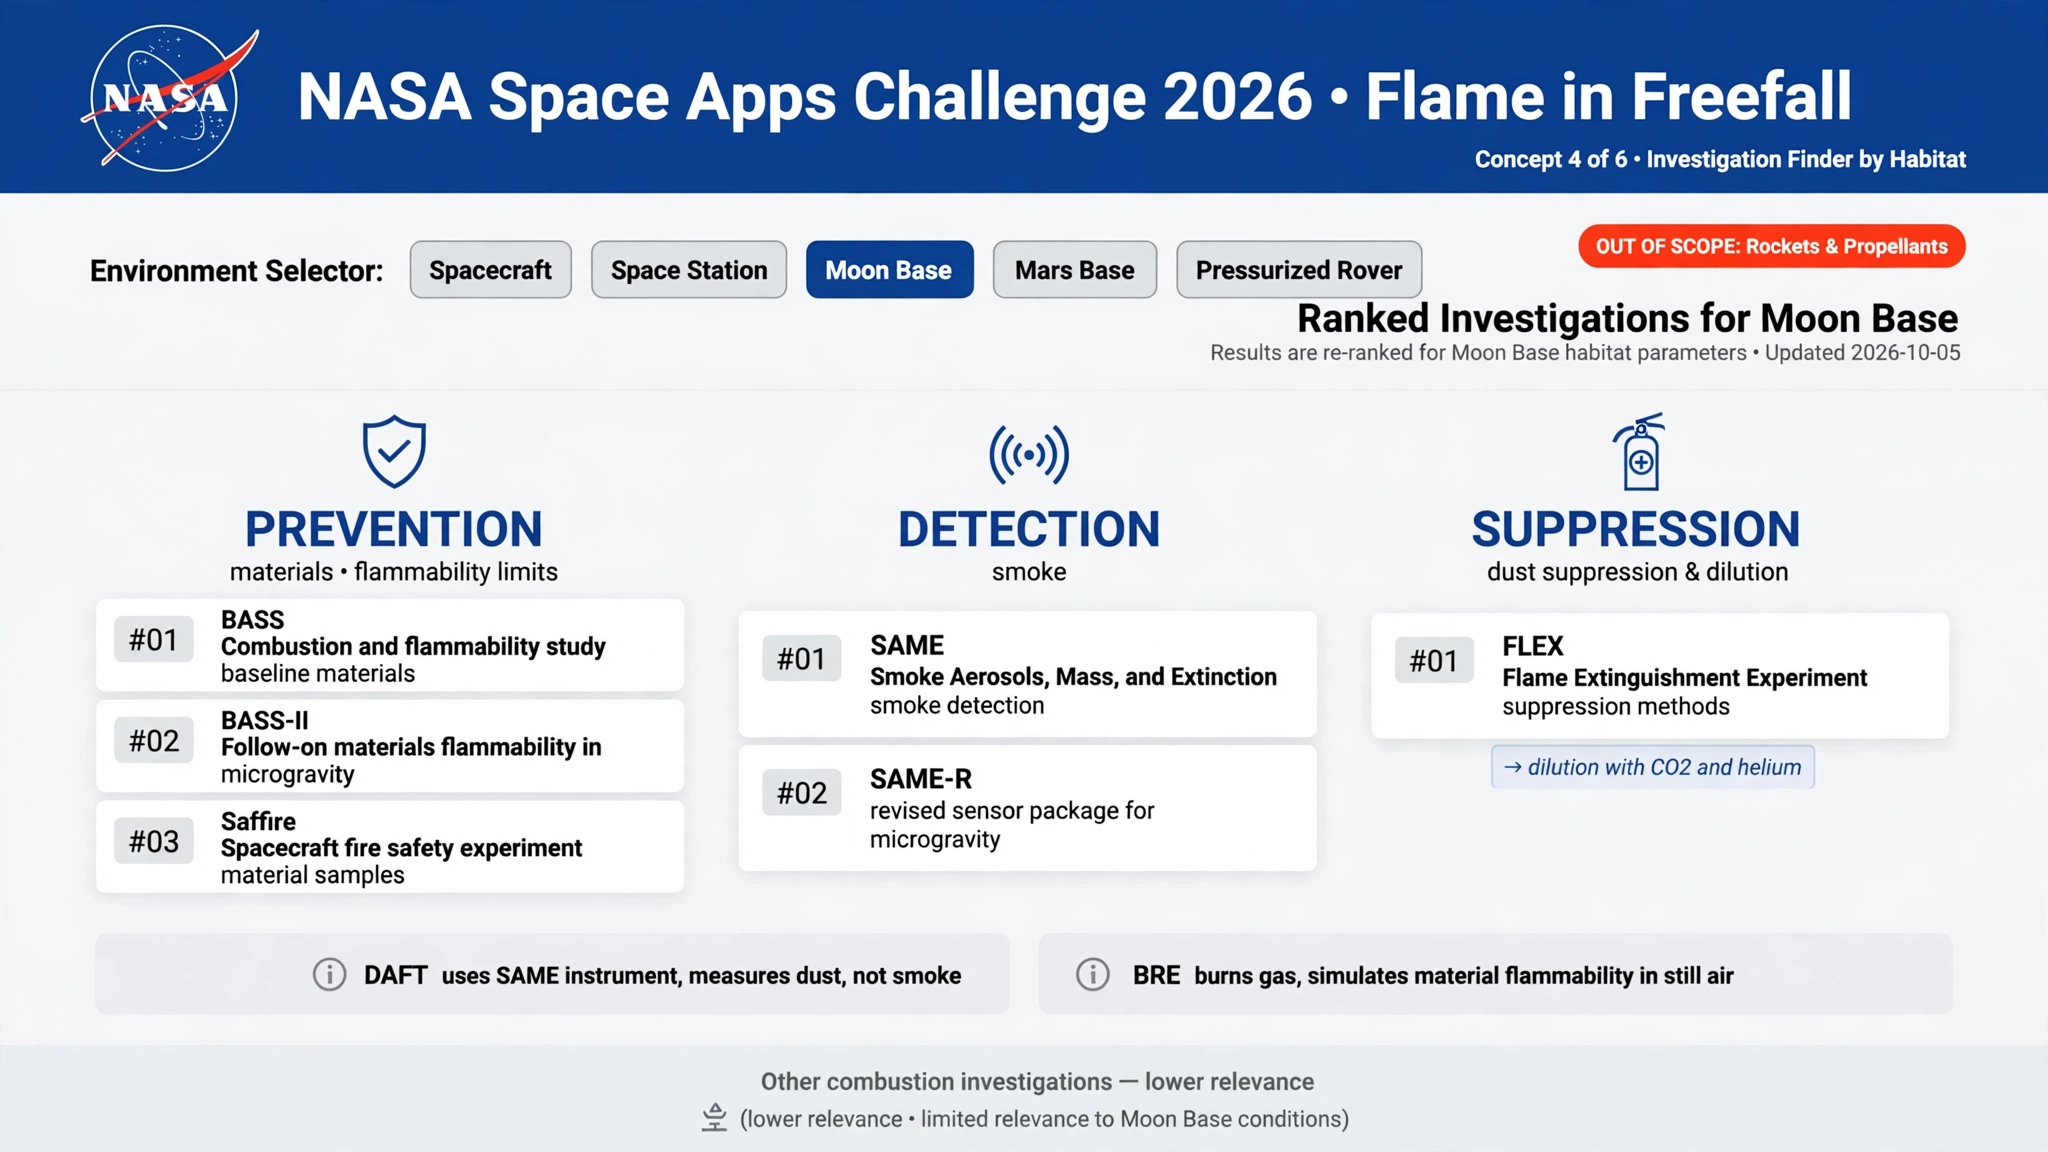 NASA
NASA Space Apps Challenge 2026 • Flame in Freefall
Concept 4 of 6 • Investigation Finder by Habitat
Environment Selector:
Spacecraft
Space Station
Moon Base
Mars Base
Pressurized Rover
OUT OF SCOPE: Rockets & Propellants
Ranked Investigations for Moon Base
Results are re-ranked for Moon Base habitat parameters • Updated 2026-10-05
PREVENTION
materials • flammability limits
#01
BASS
Combustion and flammability study
baseline materials
#02
BASS-II
Follow-on materials flammability in
microgravity
#03
Saffire
Spacecraft fire safety experiment
material samples
DETECTION
smoke
#01
SAME
Smoke Aerosols, Mass, and Extinction
smoke detection
#02
SAME-R
revised sensor package for
microgravity
SUPPRESSION
dust suppression & dilution
#01
FLEX
Flame Extinguishment Experiment
suppression methods
→ dilution with CO2 and helium
DAFT uses SAME instrument, measures dust, not smoke
BRE burns gas, simulates material flammability in still air
Other combustion investigations — lower relevance
(lower relevance • limited relevance to Moon Base conditions)